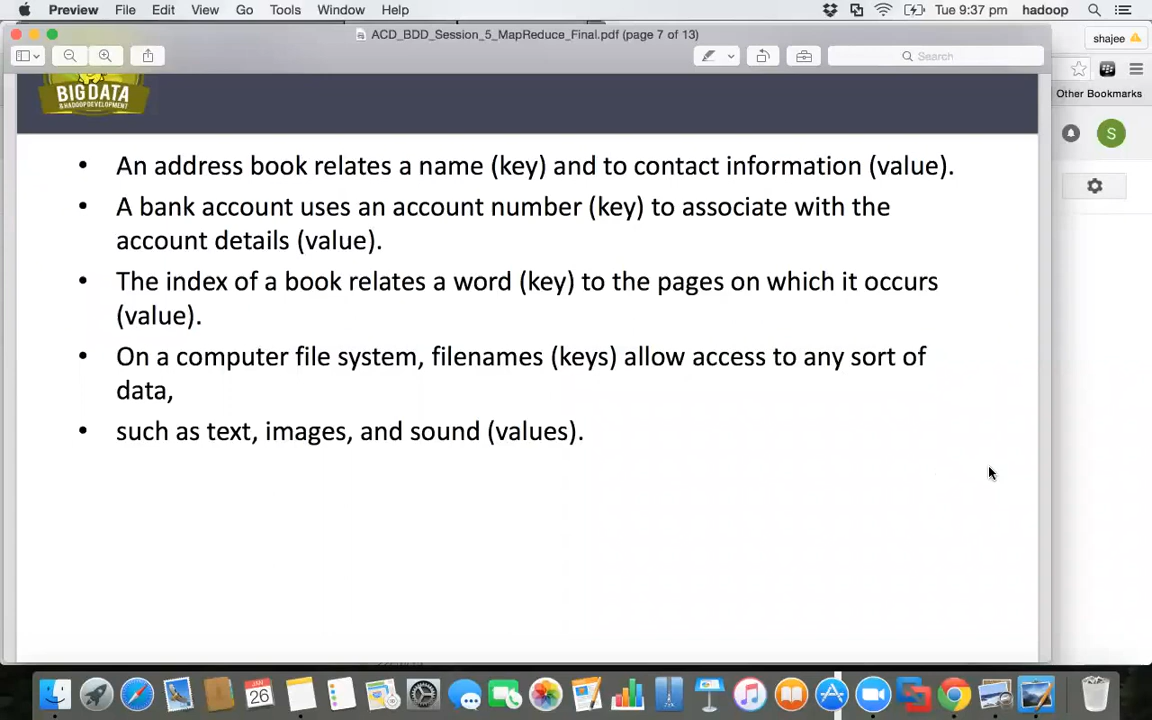 Preview File Edit View Go Tools Window Help Tue 9:37 pm hadoop
ACD_BDD_Session_5_MapReduce_Final.pdf (page 7 of 13)
shajee
Search
Other Bookmarks
BIG DATA
& HADOOP DEVELOPMENT
S
• An address book relates a name (key) and to contact information (value).
• A bank account uses an account number (key) to associate with the
account details (value).
• The index of a book relates a word (key) to the pages on which it occurs
(value).
• On a computer file system, filenames (keys) allow access to any sort of
data,
• such as text, images, and sound (values).
JAN
26